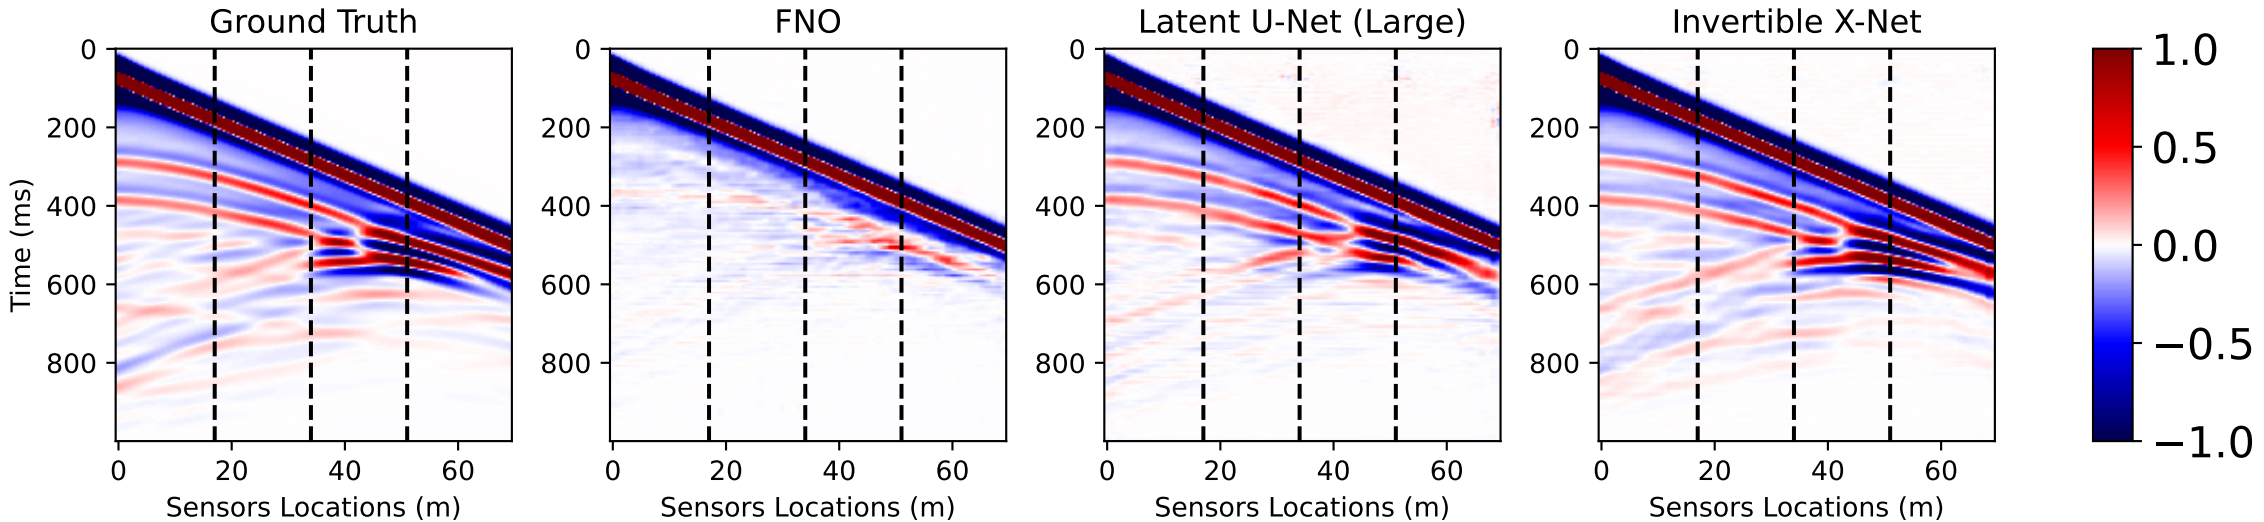 Ground Truth
FNO
Latent U-Net (Large)
Invertible X-Net
Time (ms)
0
200
400
600
800
0
200
400
600
800
0
200
400
600
800
0
200
400
600
800
0 20 40 60
0 20 40 60
0 20 40 60
0 20 40 60
Sensors Locations (m)
Sensors Locations (m)
Sensors Locations (m)
Sensors Locations (m)
1.0
0.5
0.0
−0.5
−1.0